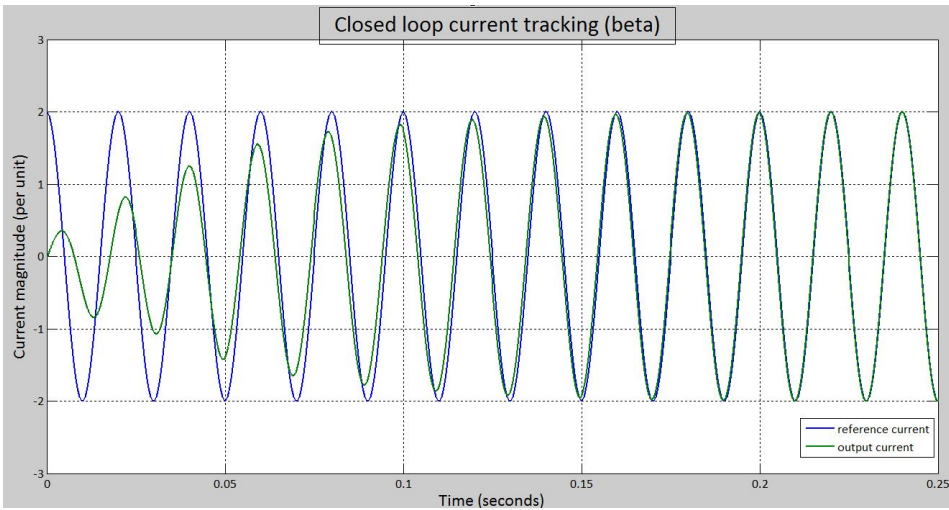 Closed loop current tracking (beta)
Current magnitude (per unit)
3
2
1
0
-1
-2
-3
0
0.05
0.1
0.15
0.2
0.25
Time (seconds)
reference current
output current